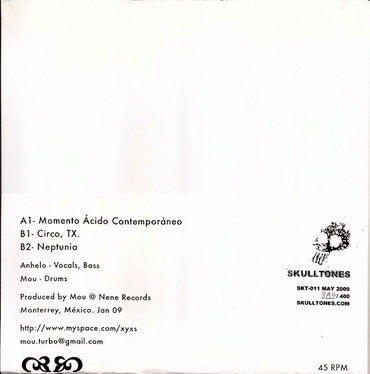 A1- Momento Ácido Contemporáneo
B1- Circo, TX.
B2- Neptunia
Anhelo - Vocals, Bass
Mou - Drums
Produced by Mou @ Nene Records
Monterrey, México. Jan 09
http://www.myspace.com/xyxs
mou.turbo@gmail.com
SKULLTONES
SKT-011 MAY 2009
/400
SKULLTONES.COM
45 RPM